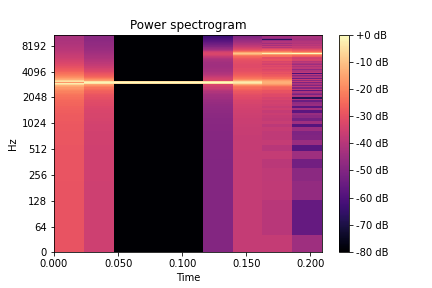 Power spectrogram
Hz
8192
4096
2048
1024
512
256
128
64
0
0.000 0.050 0.100 0.150 0.200
Time
+0 dB
-10 dB
-20 dB
-30 dB
-40 dB
-50 dB
-60 dB
-70 dB
-80 dB